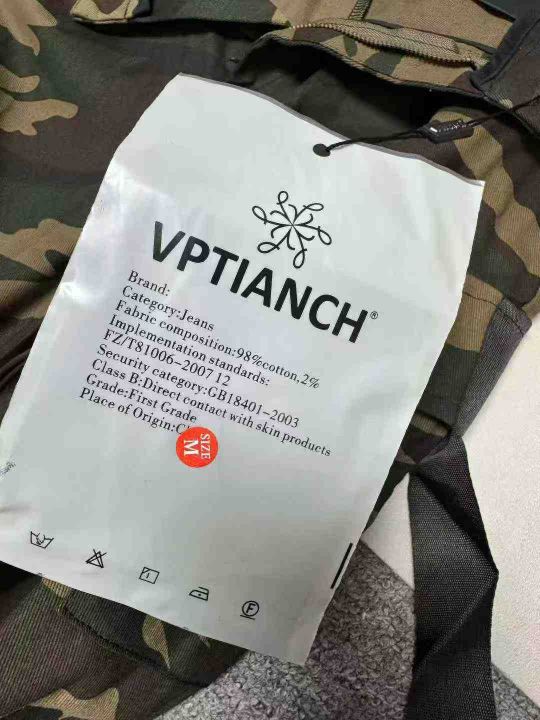 VPTIANCH®
Brand:
Category:Jeans
Fabric composition:98%cotton,2%
Implementation standards:
FZ/T81006-2007 12
Security category:GB18401-2003
Class B:Direct contact with skin products
Grade:First Grade
Place of Origin:
SIZE
M
F